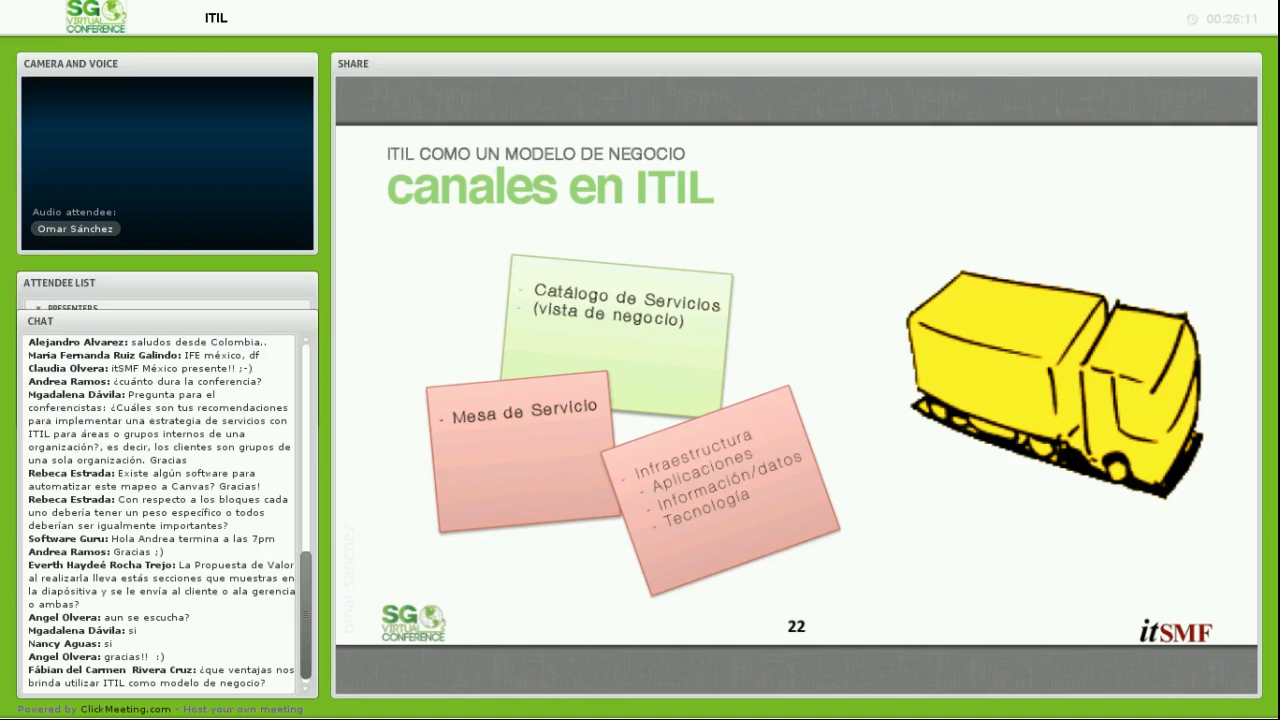 SG
VIRTUAL
CONFERENCE
ITIL
00:26:11
CAMERA AND VOICE
Audio attendee:
Omar Sánchez
ATTENDEE LIST
PRESENTERS
CHAT
Alejandro Alvarez: saludos desde Colombia..
Maria Fernanda Ruiz Galindo: IFE méxico, df
Claudia Olvera: itSMF México presente!! ;-)
Andrea Ramos: ¿cuánto dura la conferencia?
Mgadalena Dávila: Pregunta para el
conferencistas: ¿Cuáles son tus recomendaciones
para implementar una estrategia de servicios con
ITIL para áreas o grupos internos de una
organización?, es decir, los clientes son grupos de
una sola organización. Gracias
Rebeca Estrada: Existe algún software para
automatizar este mapeo a Canvas? Gracias!
Rebeca Estrada: Con respecto a los bloques cada
uno debería tener un peso específico o todos
deberían ser igualmente importantes?
Software Guru: Hola Andrea termina a las 7pm
Andrea Ramos: Gracias ;)
Everth Haydeé Rocha Trejo: La Propuesta de Valor
al realizarla lleva estás secciones que muestras en
la diapósitiva y se le envía al cliente o ala gerencia
o ambas?
Angel Olvera: aun se escucha?
Mgadalena Dávila: si
Nancy Aguas: si
Angel Olvera: gracias!! :)
Fábian del Carmen Rivera Cruz: ¿que ventajas nos
brinda utilizar ITIL como modelo de negocio?
Powered by ClickMeeting.com - Host your own meeting
SHARE
ITIL COMO UN MODELO DE NEGOCIO
canales en ITIL
- Catálogo de Servicios
- (vista de negocio)
- Mesa de Servicio
- Infraestructura
- Aplicaciones
- Información/datos
- Tecnología
omar sánchez
SG
VIRTUAL
CONFERENCE
22
itSMF